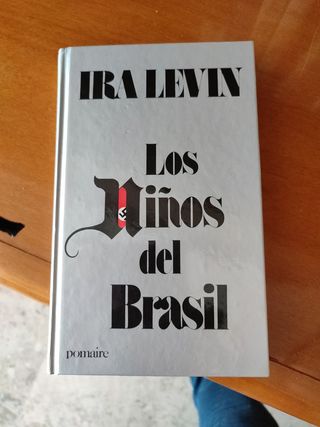 IRA LEVIN
Los
Niños
del
Brasil
pomaire